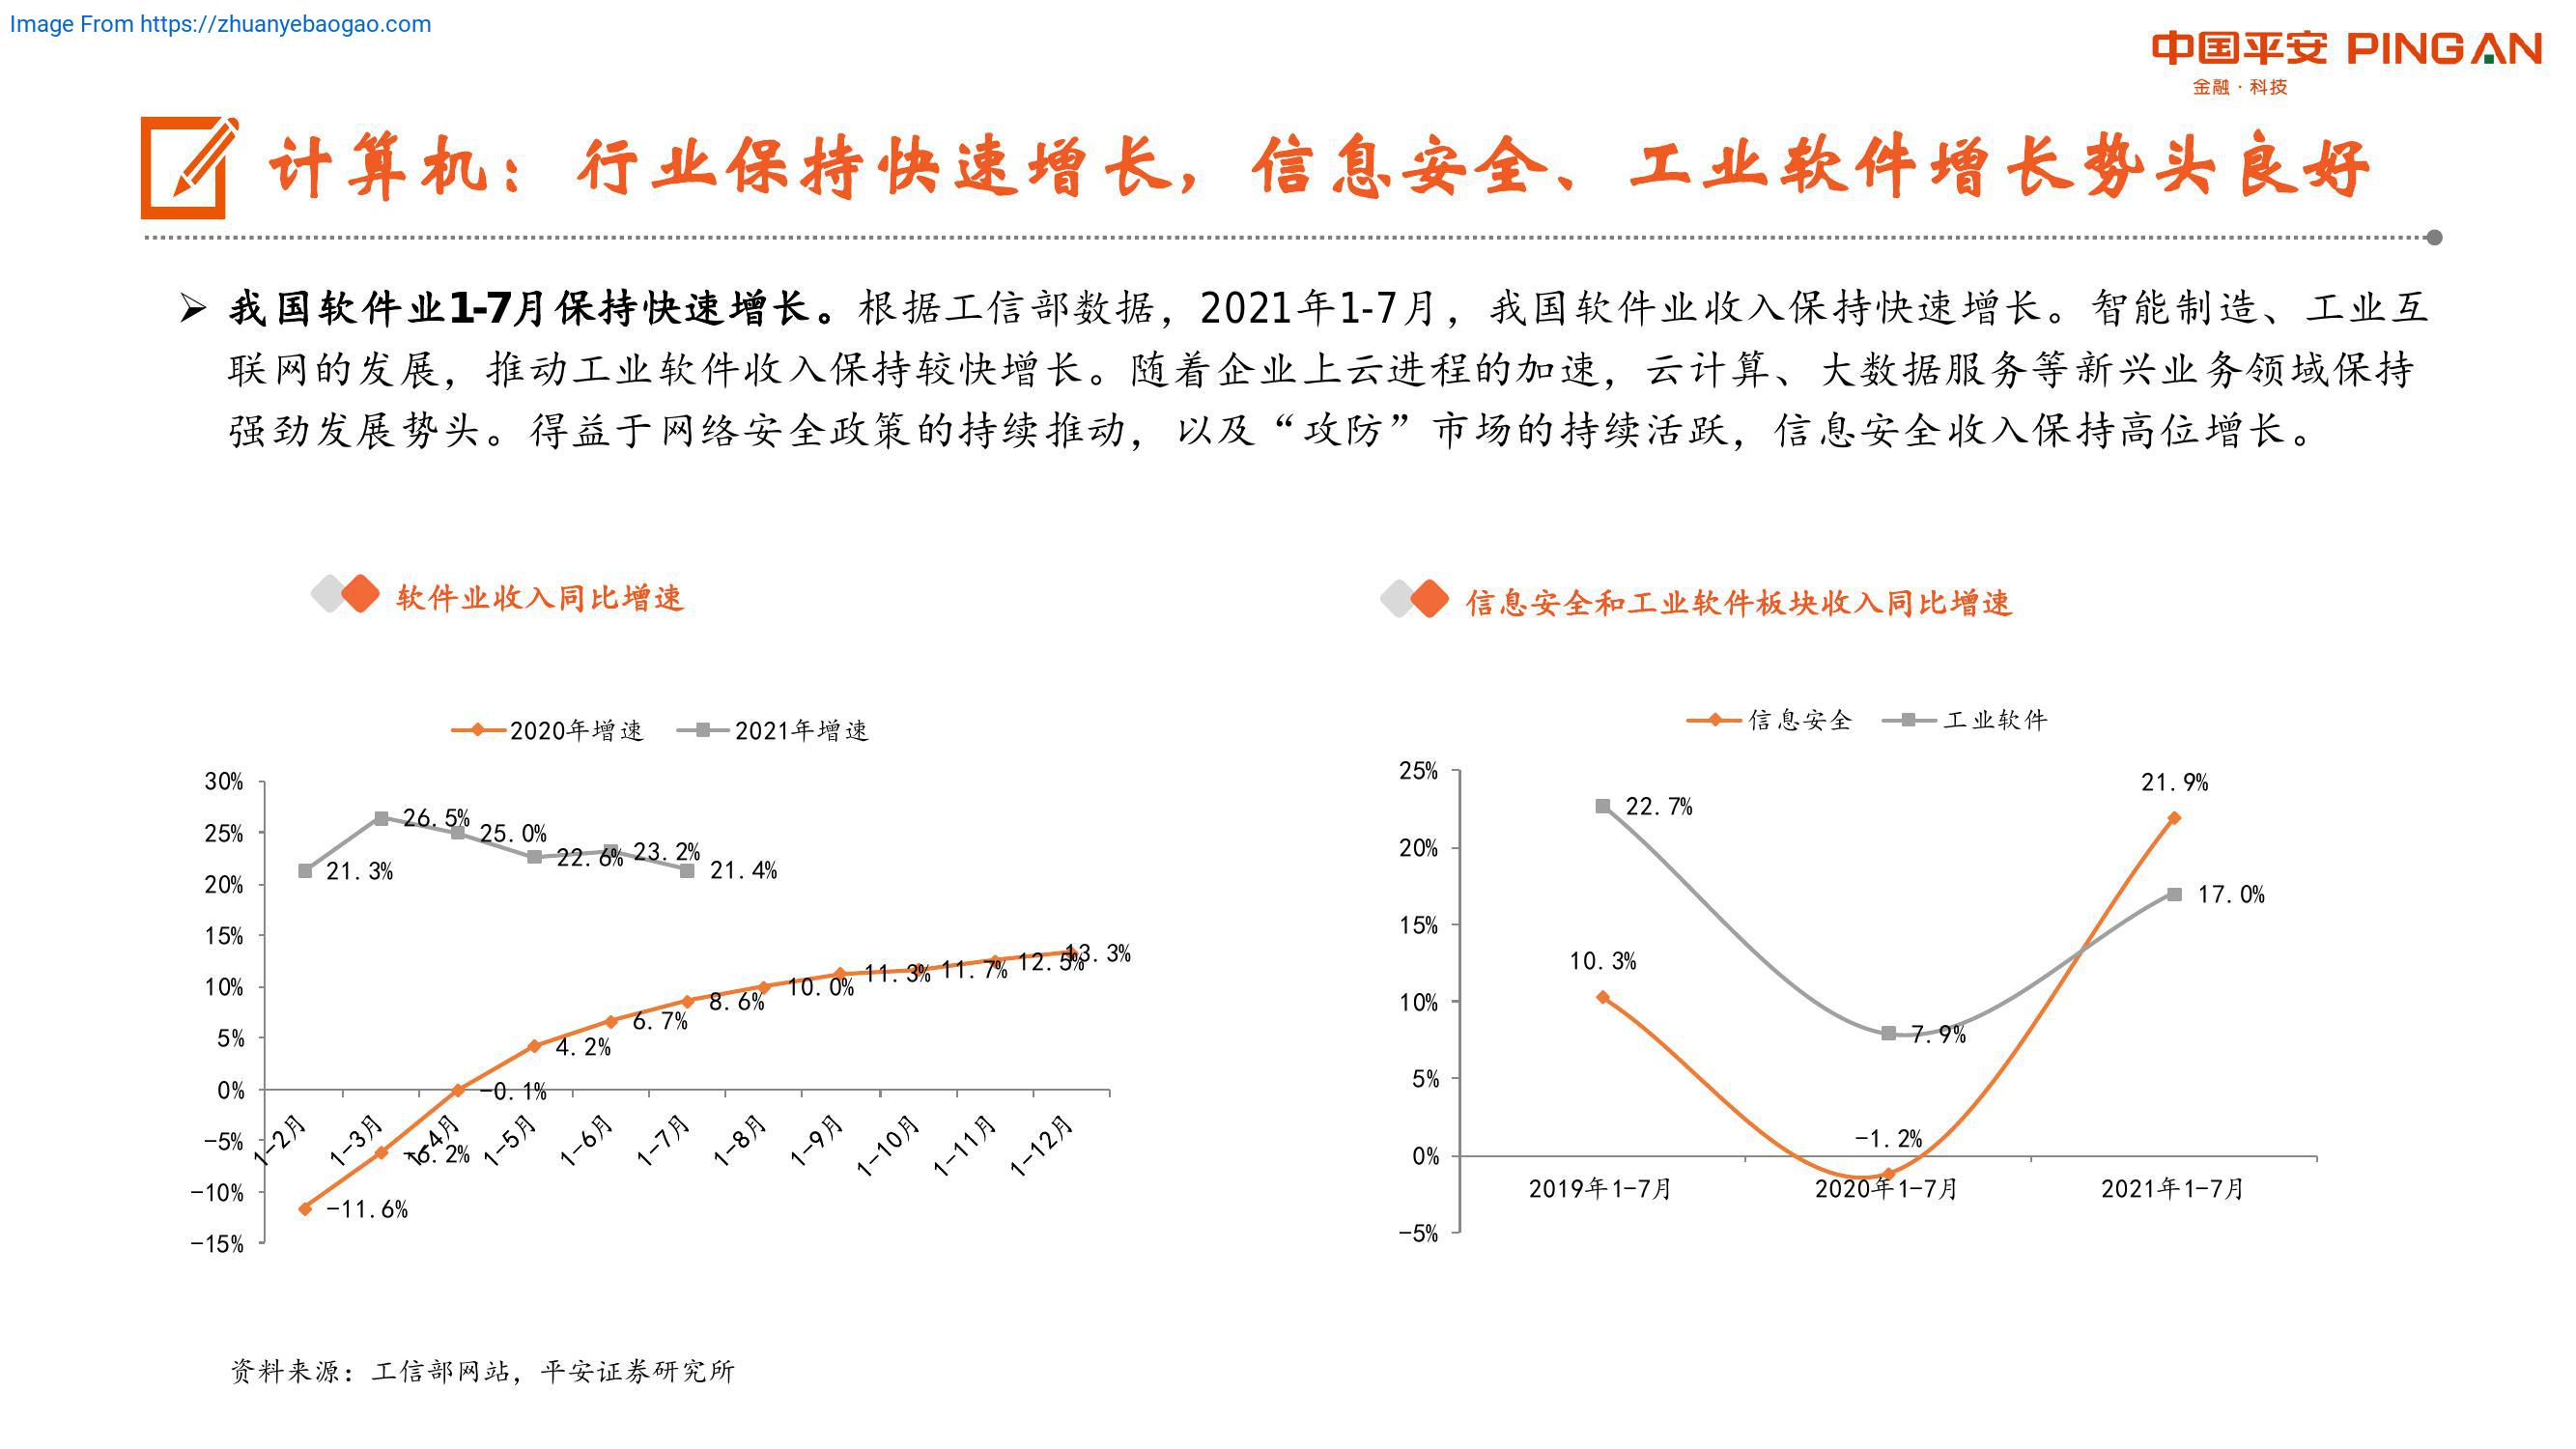 Image From https://zhuanyebaogao.com
中国平安 PINGAN
金融·科技
计算机：行业保持快速增长，信息安全、工业软件增长势头良好
➢ 我国软件业1-7月保持快速增长。根据工信部数据，2021年1-7月，我国软件业收入保持快速增长。智能制造、工业互
联网的发展，推动工业软件收入保持较快增长。随着企业上云进程的加速，云计算、大数据服务等新兴业务领域保持
强劲发展势头。得益于网络安全政策的持续推动，以及“攻防”市场的持续活跃，信息安全收入保持高位增长。
软件业收入同比增速
2020年增速 2021年增速
30%
25%
20%
15%
10%
5%
0%
-5%
-10%
-15%
21.3%
26.5%
25.0%
22.6%
23.2%
21.4%
-11.6%
-6.2%
-0.1%
4.2%
6.7%
8.6%
10.0%
11.3%
11.7%
12.5%
13.3%
1-2月
1-3月
1-4月
1-5月
1-6月
1-7月
1-8月
1-9月
1-10月
1-11月
1-12月
信息安全和工业软件板块收入同比增速
信息安全 工业软件
25%
20%
15%
10%
5%
0%
-5%
22.7%
7.9%
17.0%
10.3%
-1.2%
21.9%
2019年1-7月
2020年1-7月
2021年1-7月
资料来源：工信部网站，平安证券研究所